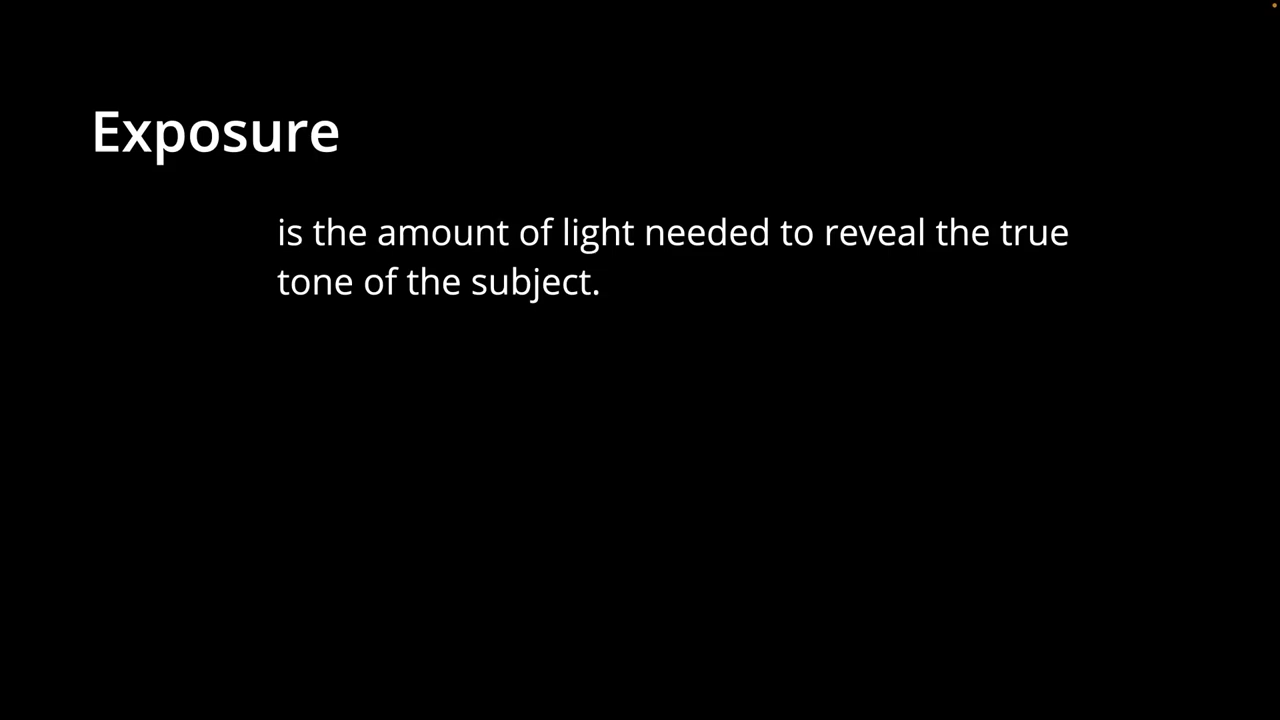 Exposure
is the amount of light needed to reveal the true
tone of the subject.